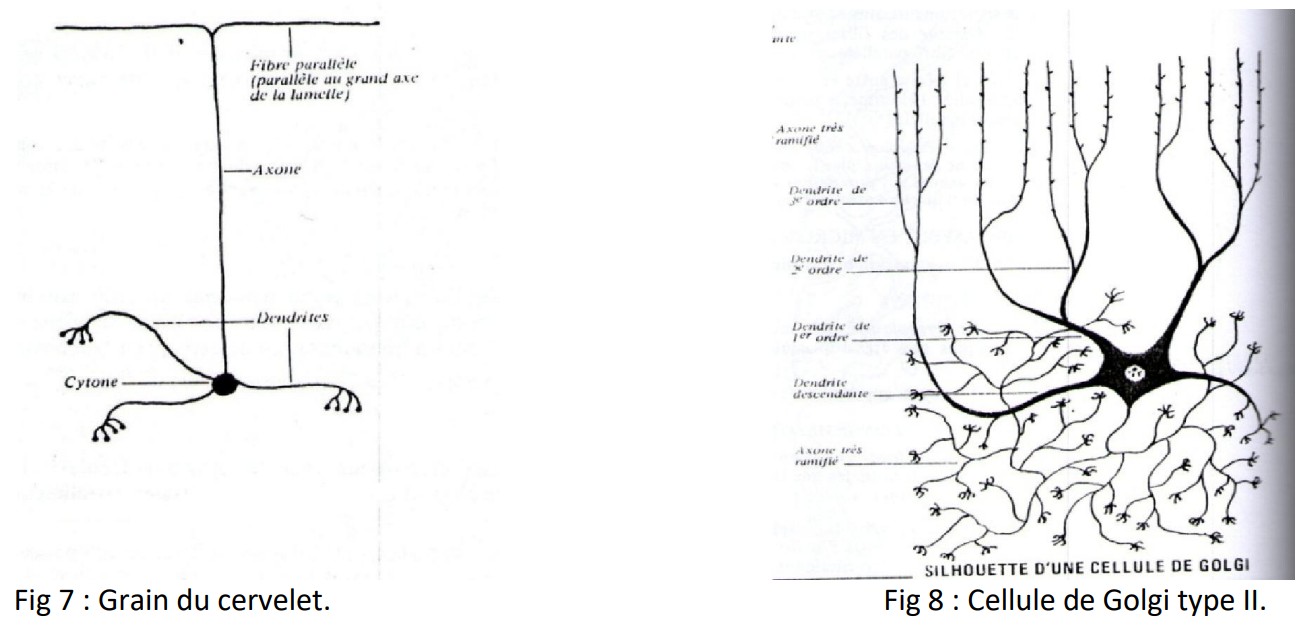 Fibre parallèle
(parallèle au grand axe
de la lamelle)
Axone
Dendrites
Cytone
Fig 7 : Grain du cervelet.
Axone très
ramifié
Dendrite de
3e ordre
Dendrite de
2e ordre
Dendrite de
1er ordre
Dendrite
descendante
Axone très
ramifié
SILHOUETTE D'UNE CELLULE DE GOLGI
Fig 8 : Cellule de Golgi type II.